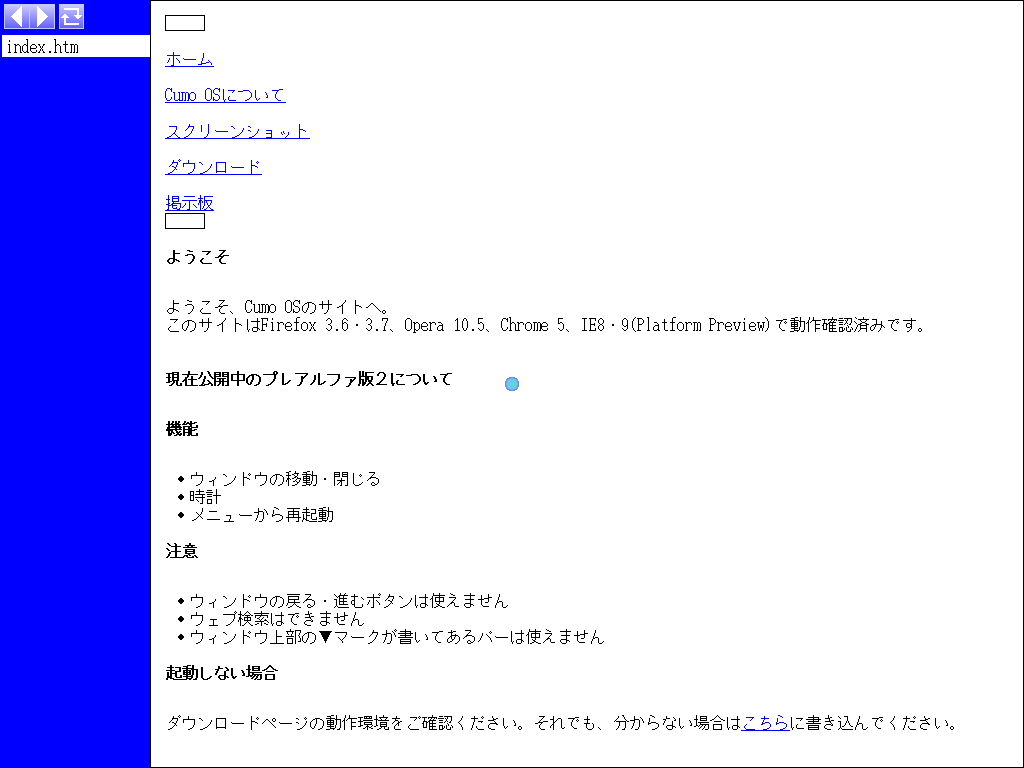 index.htm
ホーム
Cumo OSについて
スクリーンショット
ダウンロード
掲示板
ようこそ
ようこそ、Cumo OSのサイトへ。
このサイトはFirefox 3.6・3.7、Opera 10.5、Chrome 5、IE8・9(Platform Preview)で動作確認済みです。
現在公開中のプレアルファ版２について
機能
◆ウィンドウの移動・閉じる
◆時計
◆メニューから再起動
注意
◆ウィンドウの戻る・進むボタンは使えません
◆ウェブ検索はできません
◆ウィンドウ上部の▼マークが書いてあるバーは使えません
起動しない場合
ダウンロードページの動作環境をご確認ください。それでも、分からない場合はこちらに書き込んでください。